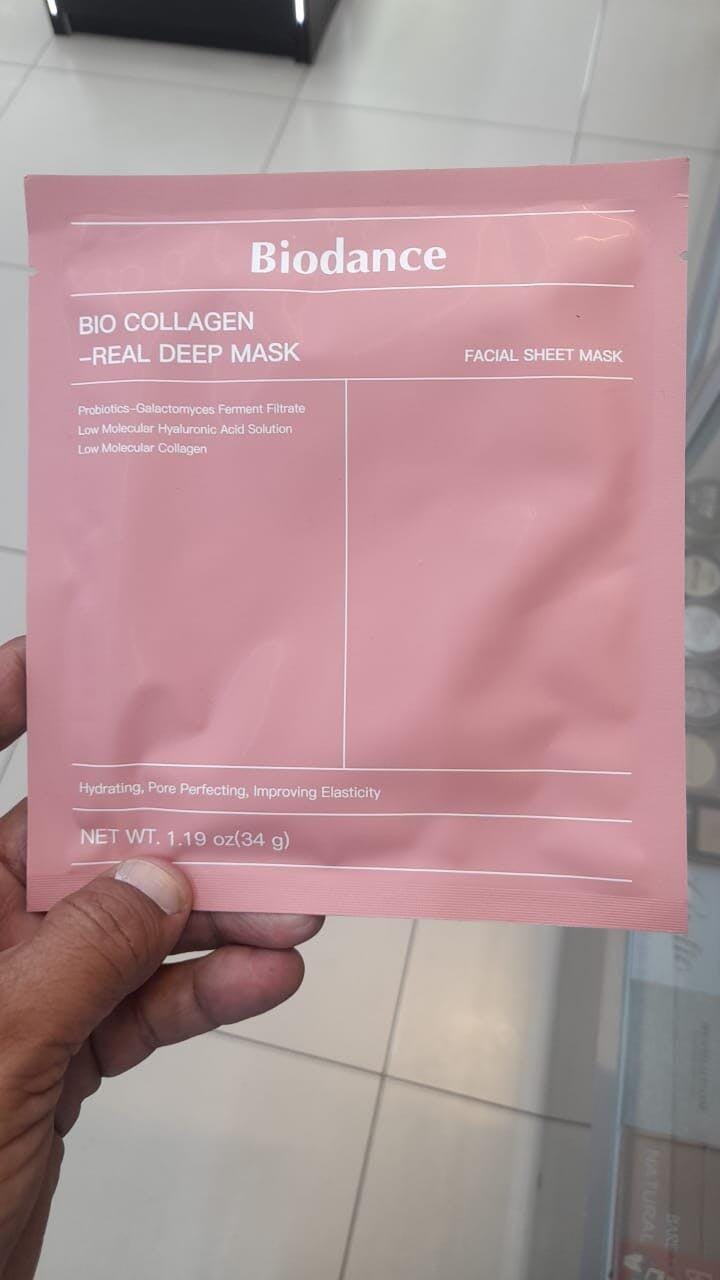 Biodance
BIO COLLAGEN
-REAL DEEP MASK
FACIAL SHEET MASK
Probiotics-Galactomyces Ferment Filtrate
Low Molecular Hyaluronic Acid Solution
Low Molecular Collagen
Hydrating, Pore Perfecting, Improving Elasticity
NET WT. 1.19 oz(34 g)
NATURAL